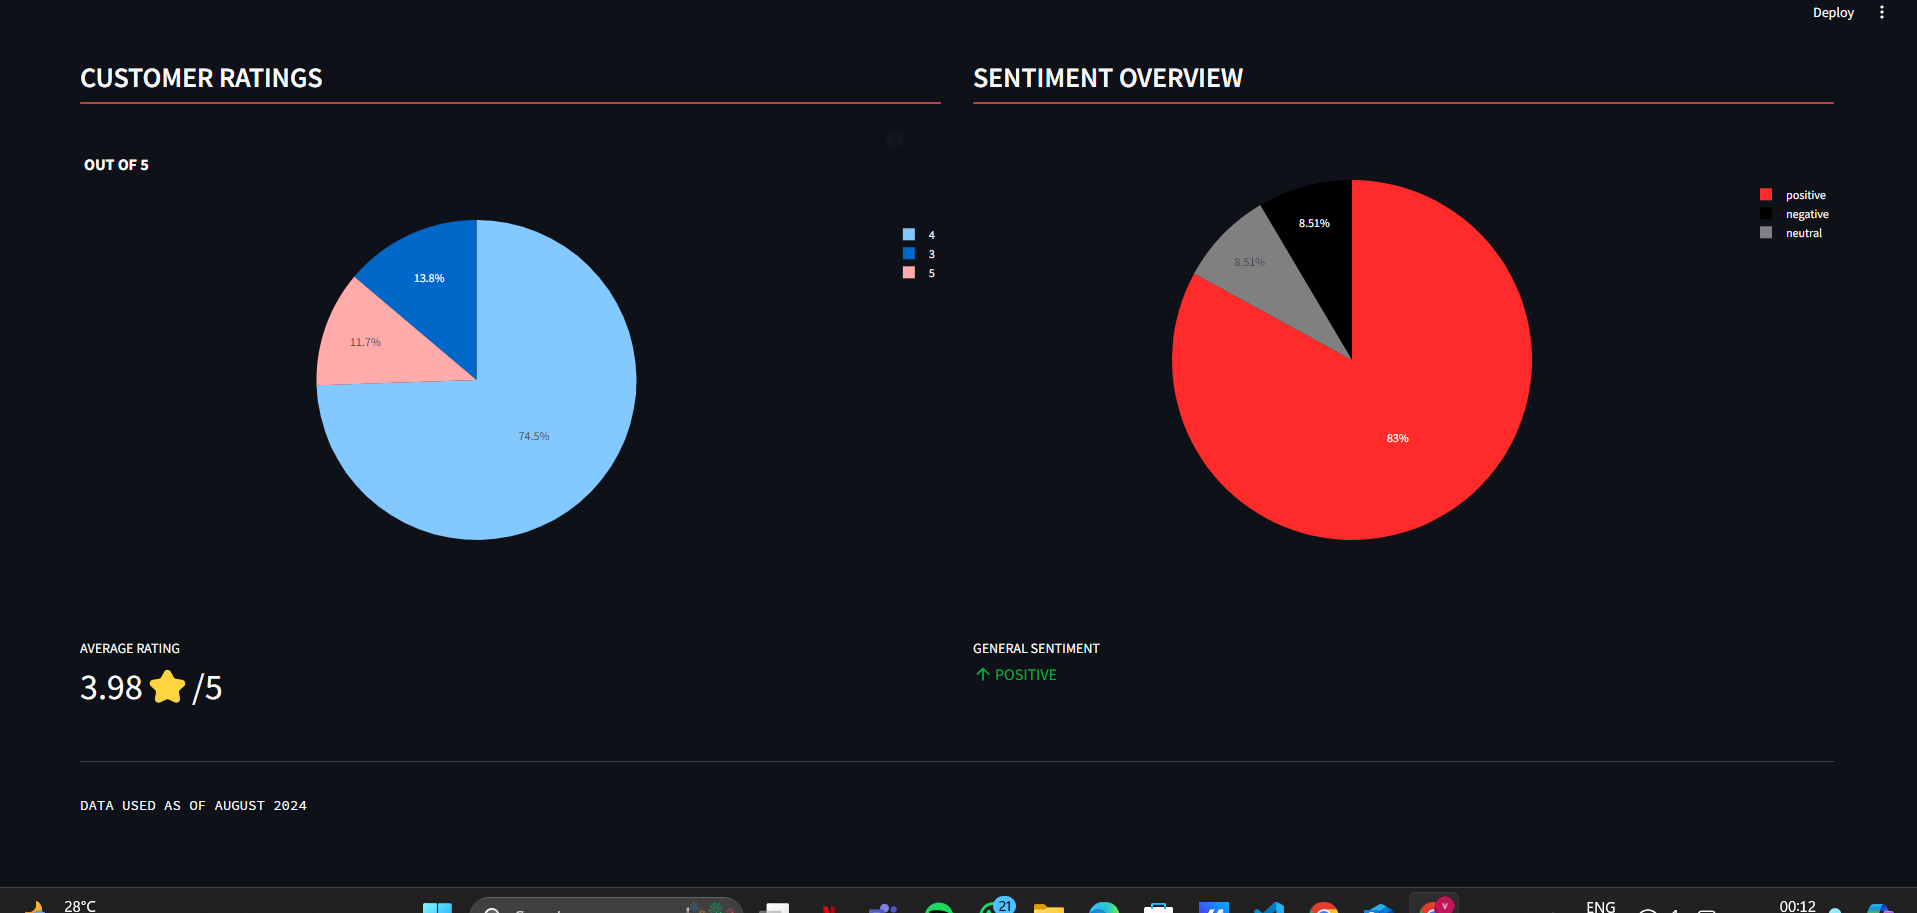 Deploy
CUSTOMER RATINGS
OUT OF 5
4
3
5
13.8%
11.7%
74.5%
AVERAGE RATING
3.98 ⭐ /5
SENTIMENT OVERVIEW
positive
negative
neutral
8.51%
8.51%
83%
GENERAL SENTIMENT
↑ POSITIVE
DATA USED AS OF AUGUST 2024
28°C
21
ENG
00:12